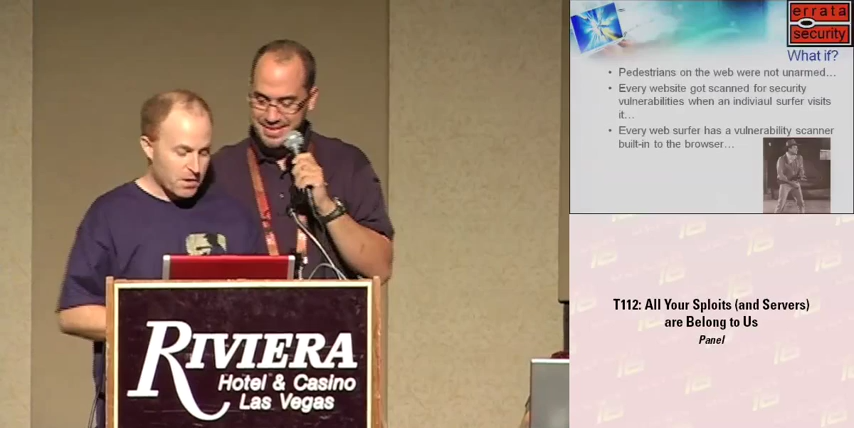 RIVIERA
Hotel & Casino
Las Vegas
errata
security
What if?
• Pedestrians on the web were not unarmed…
• Every website got scanned for security
vulnerabilities when an indiviaul surfer visits
it…
• Every web surfer has a vulnerability scanner
built-in to the browser…
T112: All Your Sploits (and Servers)
are Belong to Us
Panel